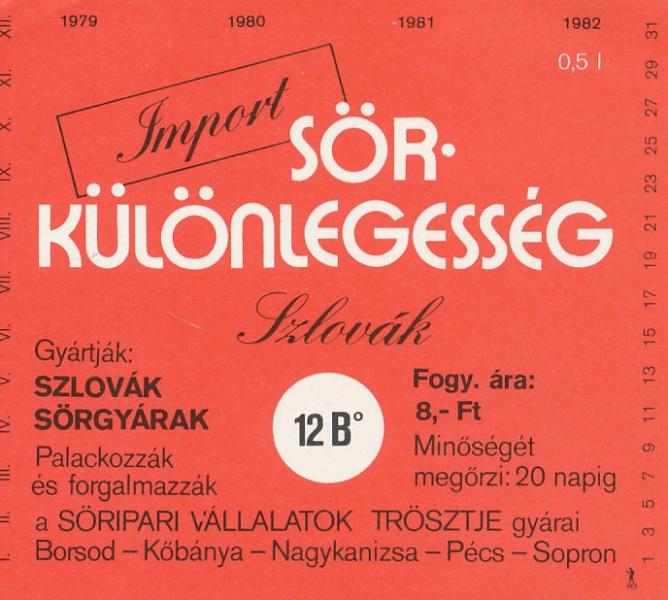 1979 1980 1981 1982
0,5 l
Import
SÖR-
KÜLÖNLEGESSÉG
Szlovák
Gyártják:
SZLOVÁK
SÖRGYÁRAK
12 B°
Fogy. ára:
8,- Ft
Palackozzák
és forgalmazzák
Minőségét
megőrzi: 20 napig
a SÖRIPARI VÁLLALATOK TRÖSZTJE gyárai
Borsod – Kőbánya – Nagykanizsa – Pécs – Sopron
I. II. III. IV. V. VI. VII. VIII. IX. X. XI. XII.
1 3 5 7 9 11 13 15 17 19 21 23 25 27 29 31